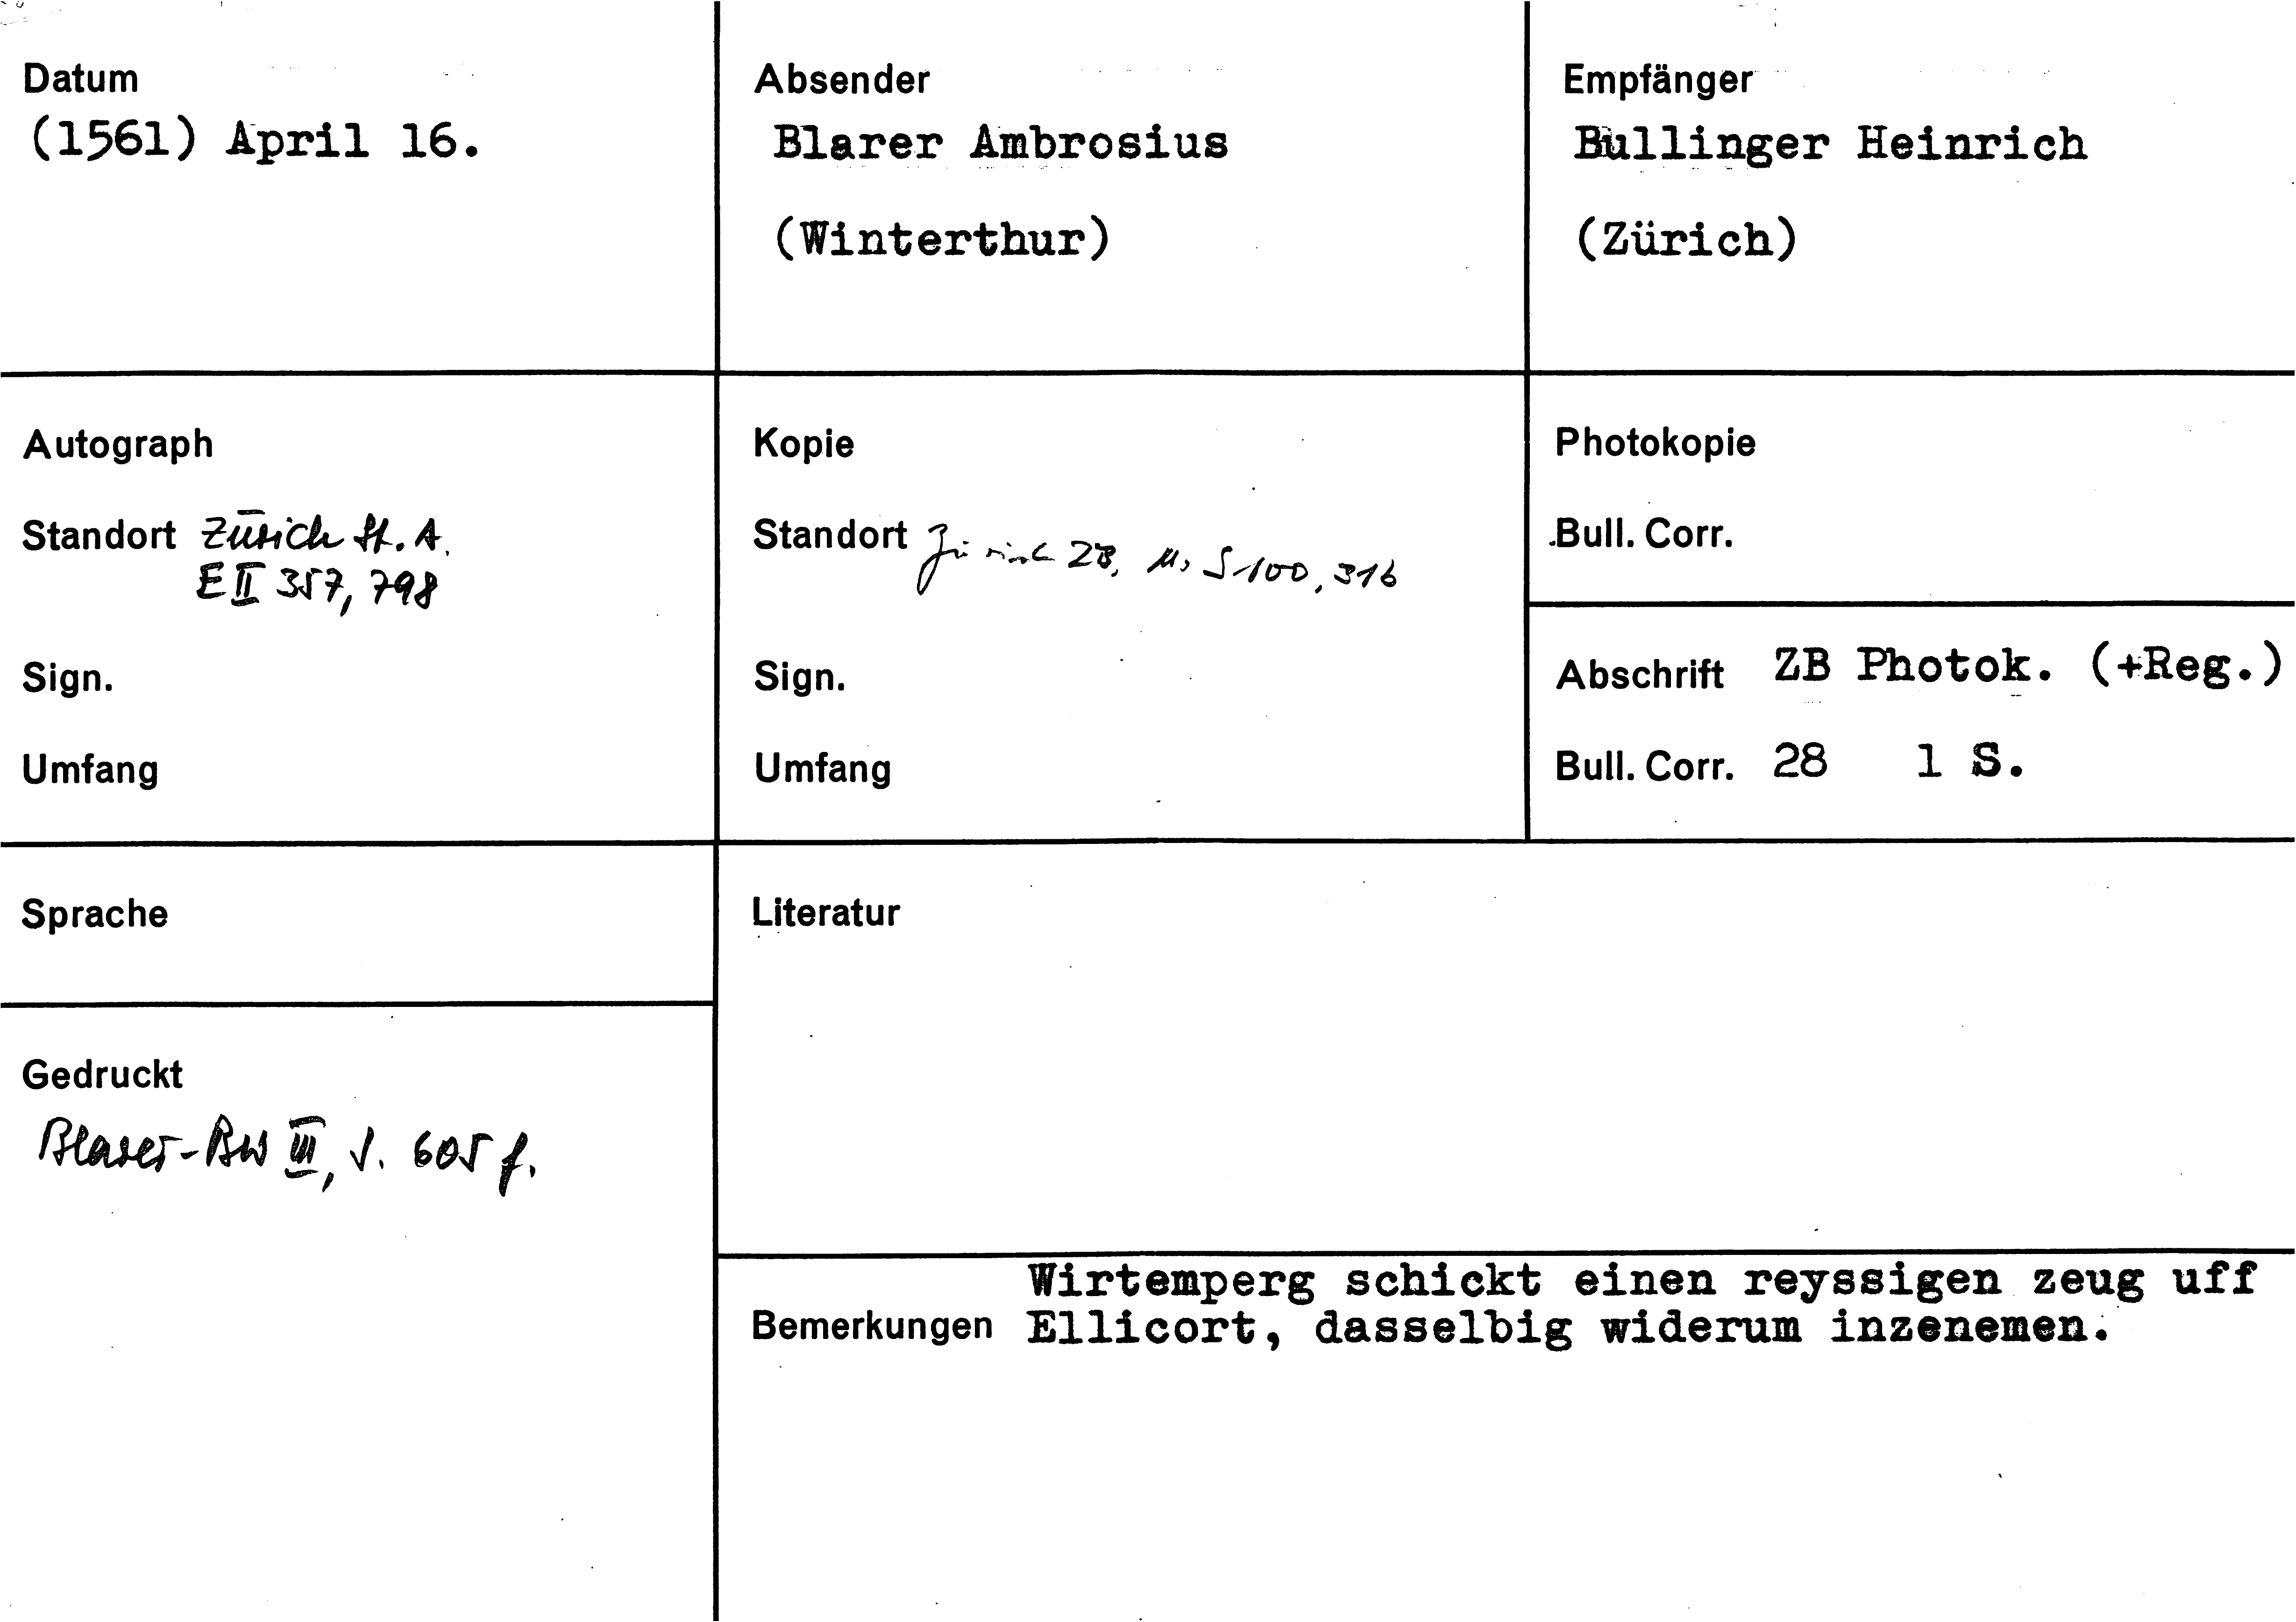 Datum
(1561) April 16.
Absender
Blarer Ambrosius
(Winterthur)
Empfänger
Bullinger Heinrich
(Zürich)
Autograph
Standort Zürich St. A.
E II 357, 798
Sign.
Umfang
Kopie
Standort Zürich ZB, Ms S 100, 316
Sign.
Umfang
Photokopie
Bull. Corr.
Abschrift ZB Photok. (+Reg.)
Bull. Corr. 28 1 S.
Sprache
Literatur
Gedruckt
Blarer-BW III, S. 605 f.
Bemerkungen Wirtemperg schickt einen reyssigen zeug uff
Ellicort, dasselbig widerum inzenemen.